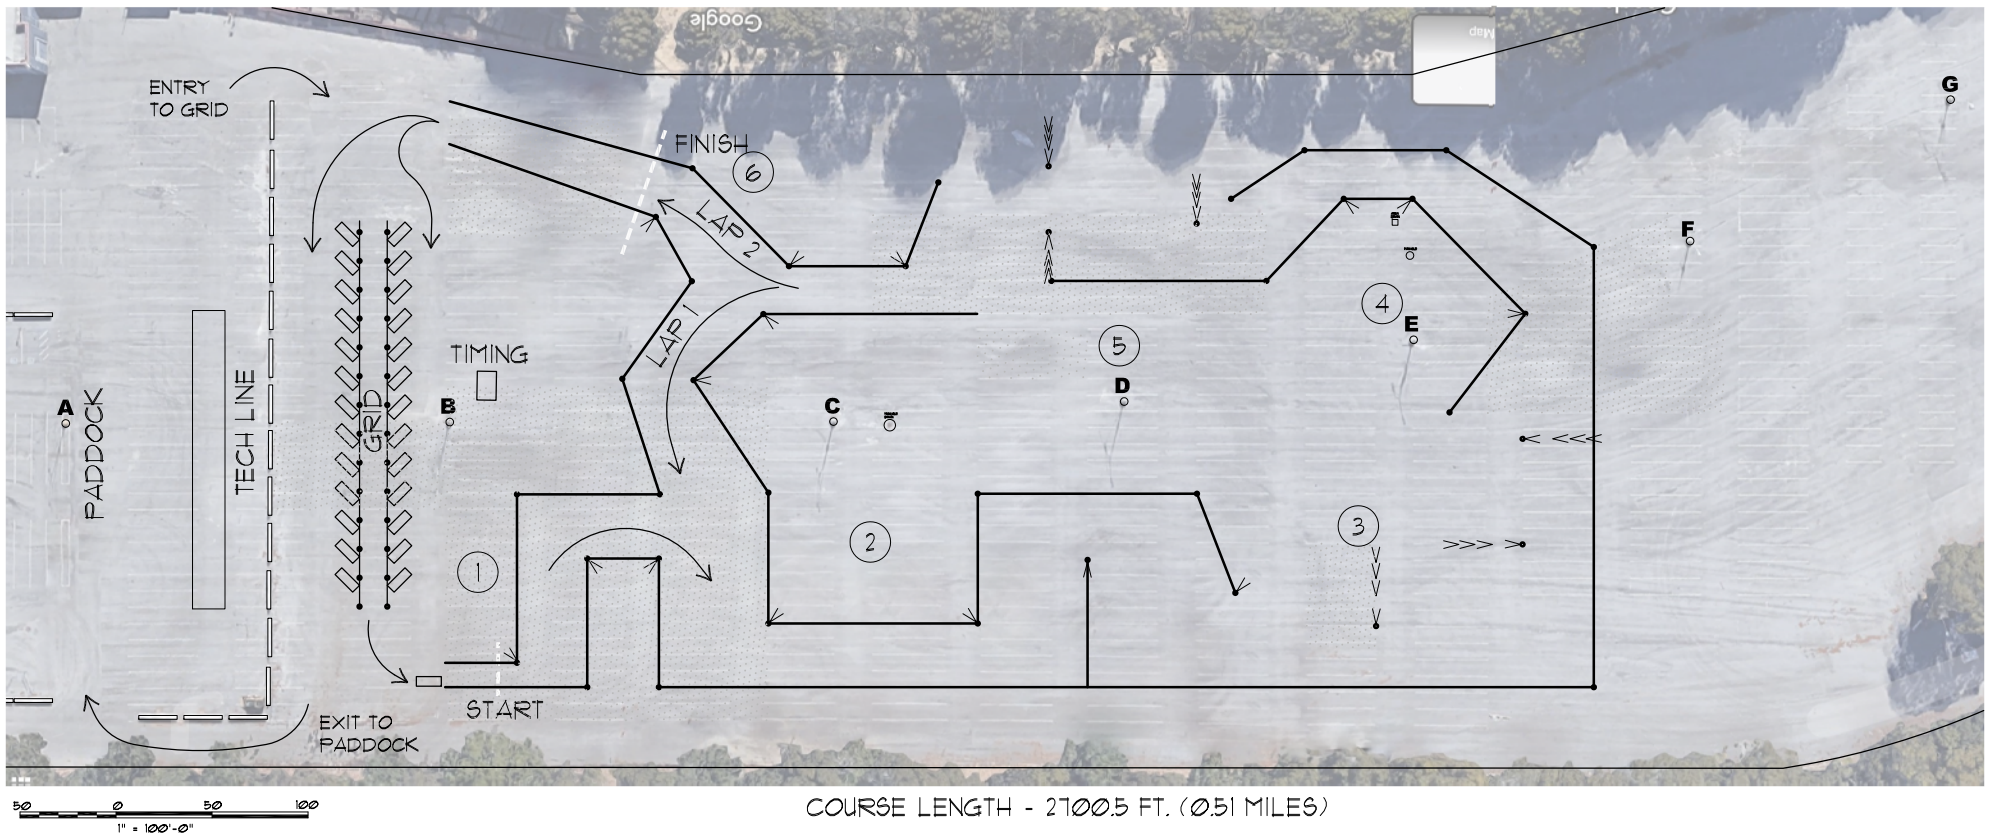 Google
Map
G
ENTRY
TO GRID
FINISH
6
LAP 2
F
4
LAP 1
TIMING
5
E
PADDOCK
TECH LINE
GRID
A
B
C
D
1
2
3
START
EXIT TO
PADDOCK
50 0 50 100
1" = 100'-0"
COURSE LENGTH - 2700.5 FT. (0.51 MILES)